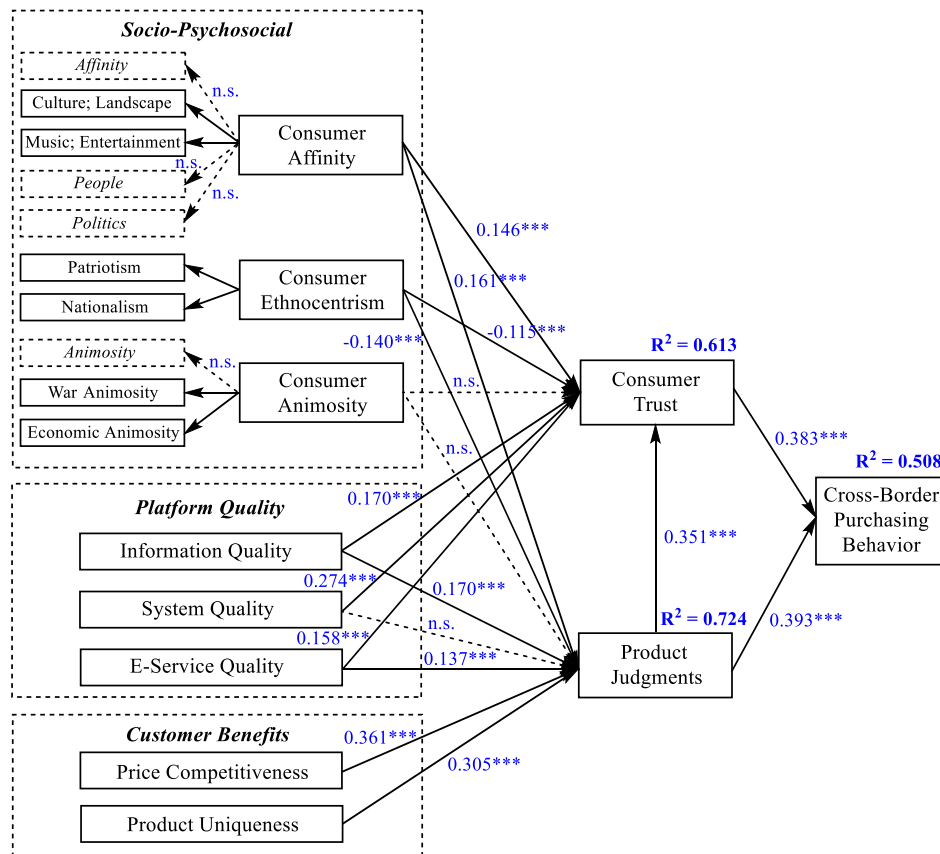 Socio-Psychosocial
Affinity
n.s.
Culture; Landscape
Music; Entertainment
n.s.
People
n.s.
Politics
Consumer
Affinity
0.146***
0.161***
Patriotism
Nationalism
Consumer
Ethnocentrism
-0.115***
-0.140***
Animosity
n.s.
War Animosity
Economic Animosity
Consumer
Animosity
n.s.
n.s.
R² = 0.613
Consumer
Trust
0.383***
R² = 0.508
Cross-Border
Purchasing
Behavior
Platform Quality
0.170***
Information Quality
0.351***
0.274***
0.170***
System Quality
n.s.
0.158***
E-Service Quality
0.137***
R² = 0.724
0.393***
Product
Judgments
Customer Benefits
0.361***
Price Competitiveness
0.305***
Product Uniqueness